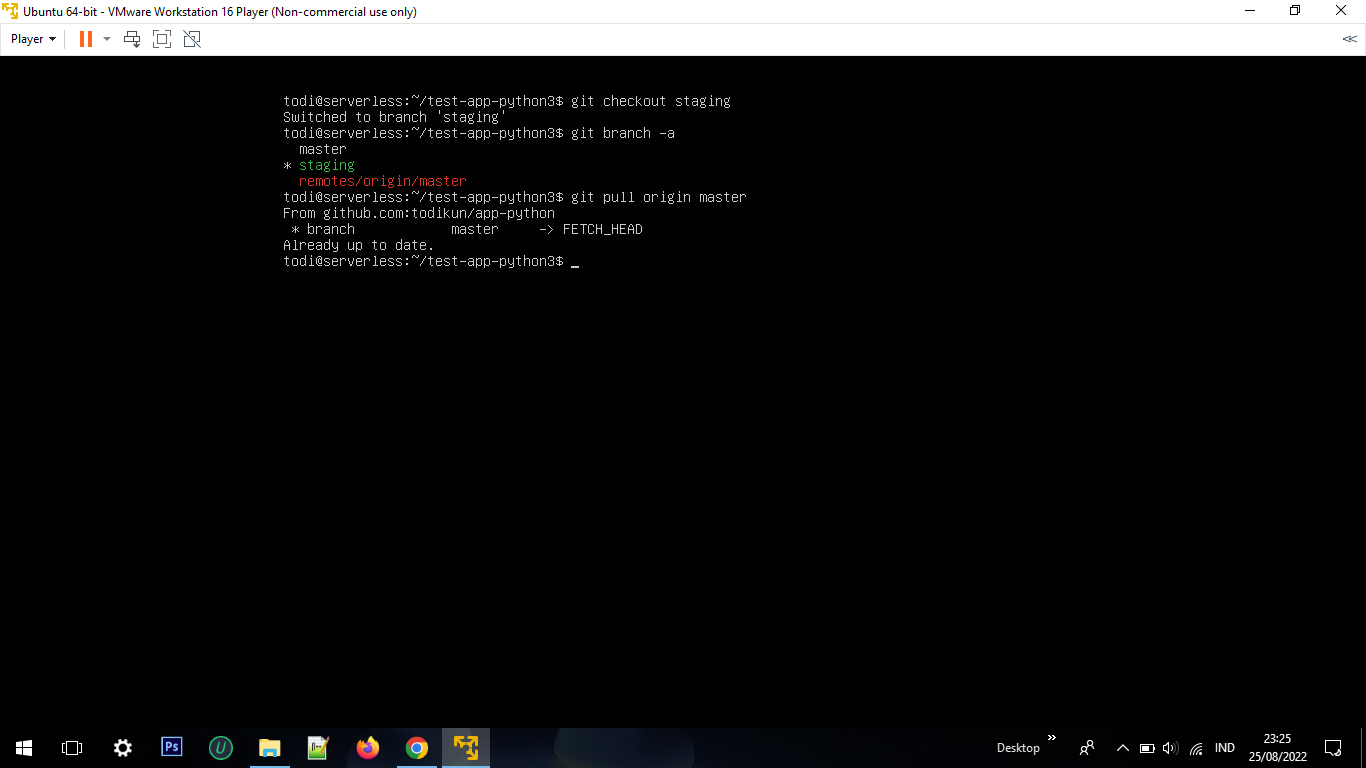 Ubuntu 64-bit - VMware Workstation 16 Player (Non-commercial use only)
Player
todi@serverless:~/test-app-python3$ git checkout staging
Switched to branch 'staging'
todi@serverless:~/test-app-python3$ git branch -a
  master
* staging
  remotes/origin/master
todi@serverless:~/test-app-python3$ git pull origin master
From github.com:todikun/app-python
 * branch            master     -> FETCH_HEAD
Already up to date.
todi@serverless:~/test-app-python3$ _
Ps
Desktop
IND
23:25
25/08/2022